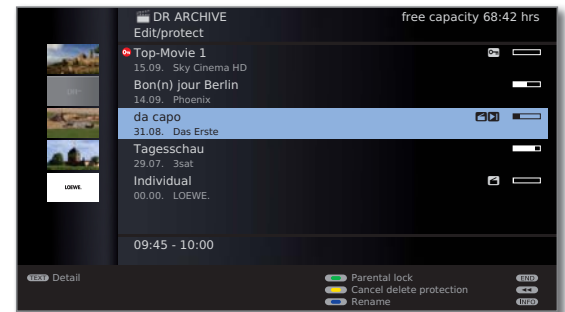 DR ARCHIVE
free capacity 68:42 hrs
Edit/protect
Top-Movie 1
15.09. Sky Cinema HD
Bon(n) jour Berlin
14.09. Phoenix
da capo
31.08. Das Erste
Tagesschau
29.07. 3sat
Individual
00.00. LOEWE.
LOEWE.
09:45 - 10:00
TEXT Detail
Parental lock
END
Cancel delete protection
Rename
INFO